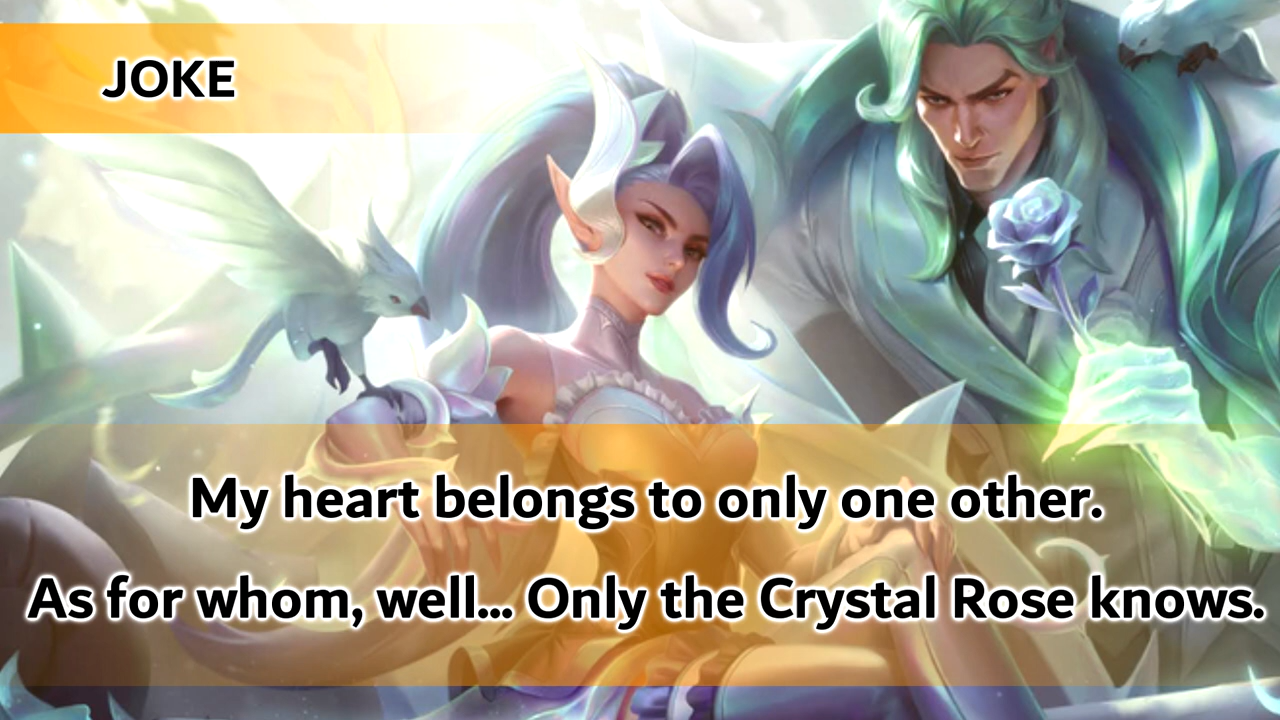 JOKE
My heart belongs to only one other.
As for whom, well... Only the Crystal Rose knows.